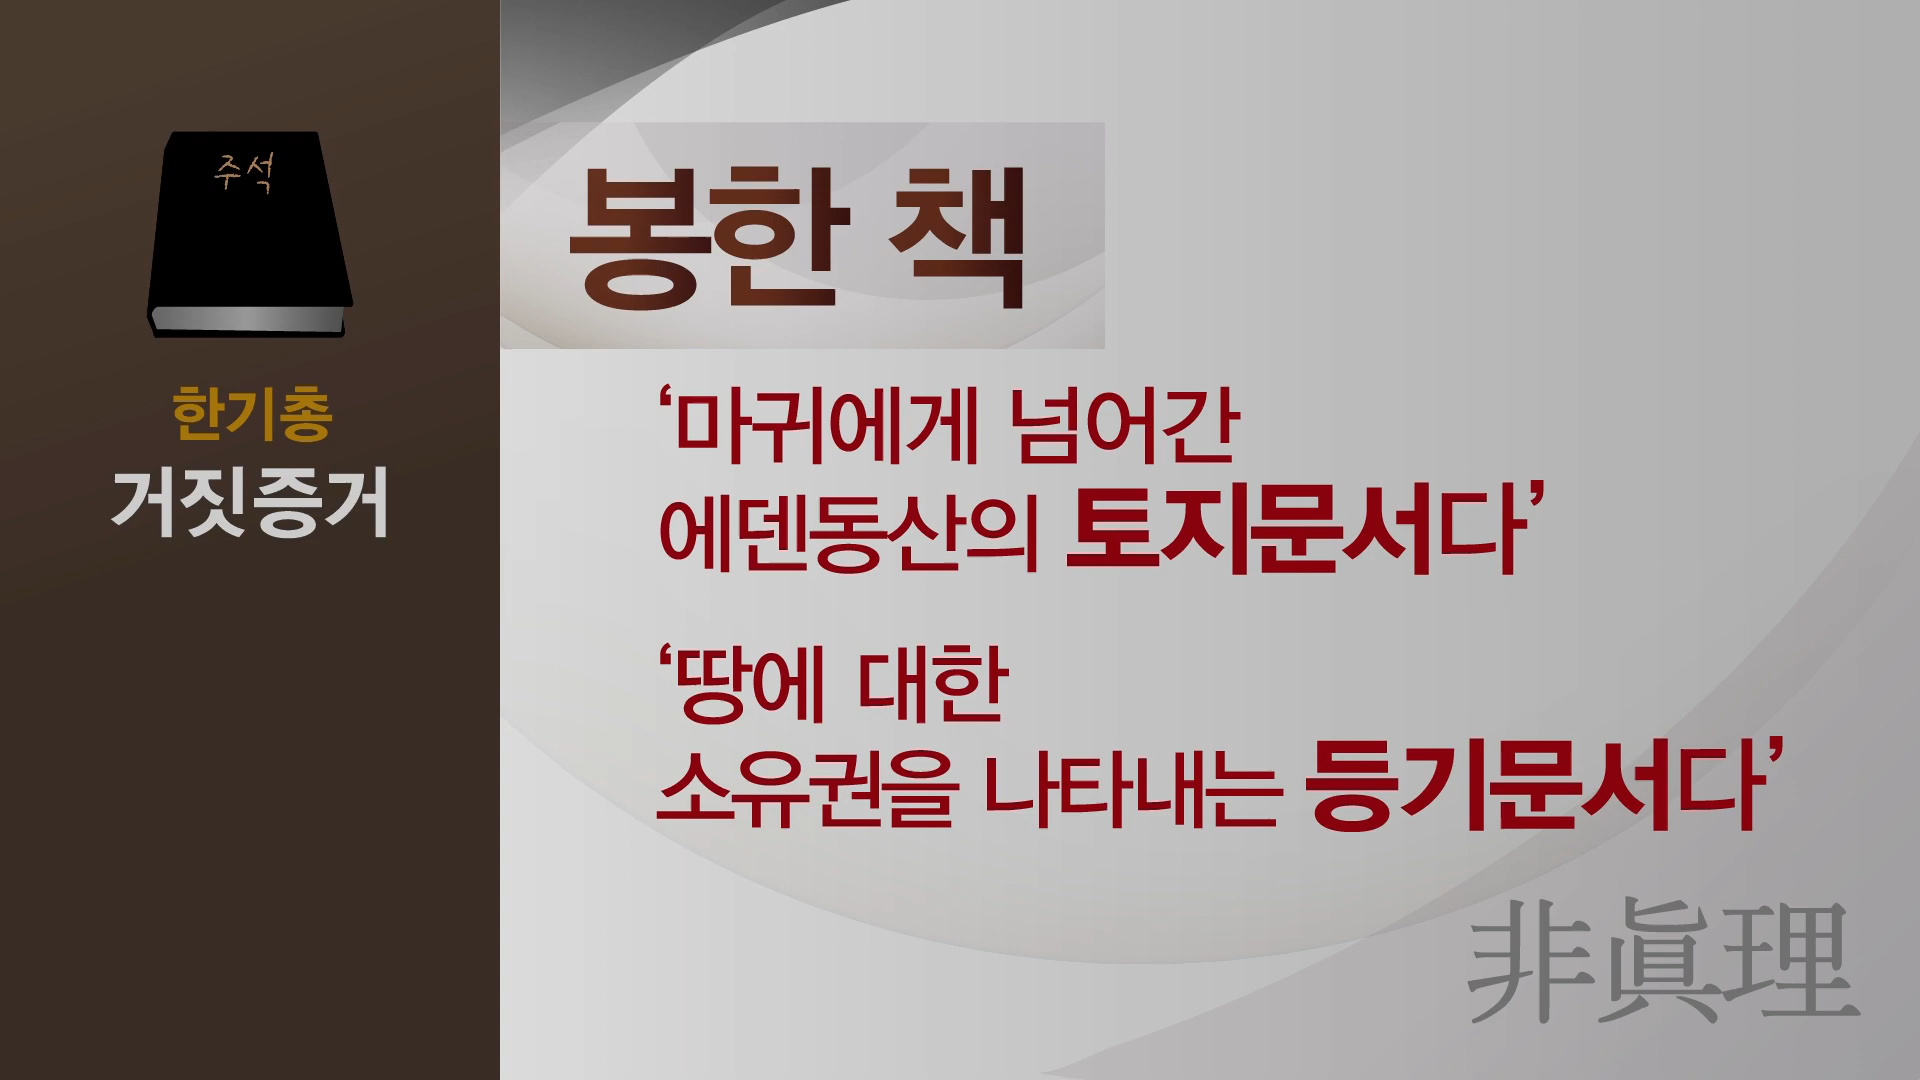 주석
한기총
거짓증거
봉한 책
‘마귀에게 넘어간
에덴동산의 토지문서다’
‘땅에 대한
소유권을 나타내는 등기문서다’
非眞理